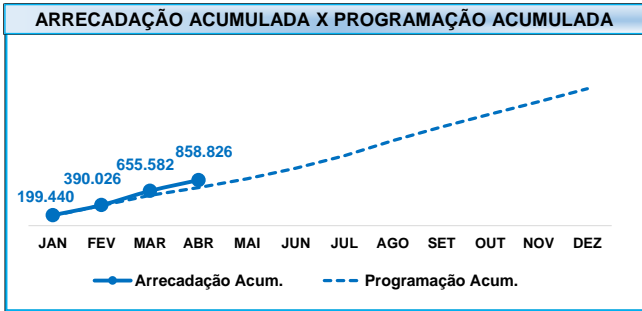 ARRECADAÇÃO ACUMULADA X PROGRAMAÇÃO ACUMULADA
858.826
655.582
390.026
199.440
JAN FEV MAR ABR MAI JUN JUL AGO SET OUT NOV DEZ
Arrecadação Acum. Programação Acum.